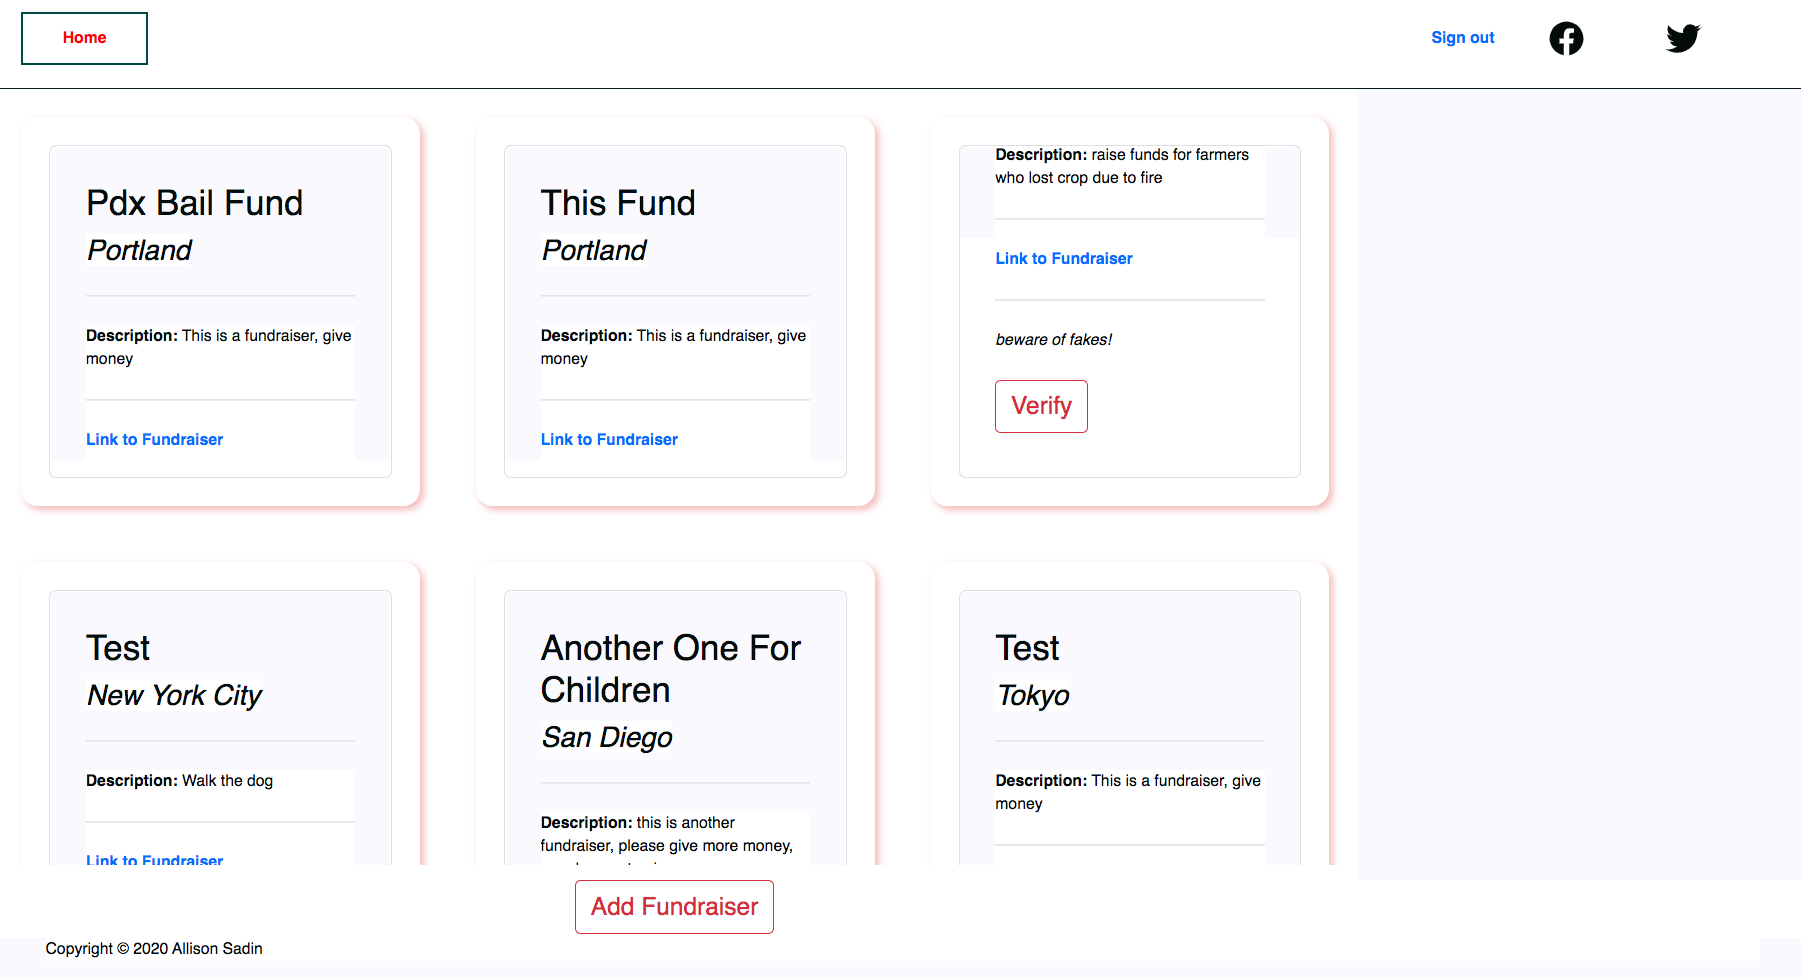 Home
Sign out
Pdx Bail Fund
Portland
Description: This is a fundraiser, give
money
Link to Fundraiser
This Fund
Portland
Description: This is a fundraiser, give
money
Link to Fundraiser
Description: raise funds for farmers
who lost crop due to fire
Link to Fundraiser
beware of fakes!
Verify
Test
New York City
Description: Walk the dog
Link to Fundraiser
Another One For
Children
San Diego
Description: this is another
fundraiser, please give more money,
Test
Tokyo
Description: This is a fundraiser, give
money
Add Fundraiser
Copyright © 2020 Allison Sadin